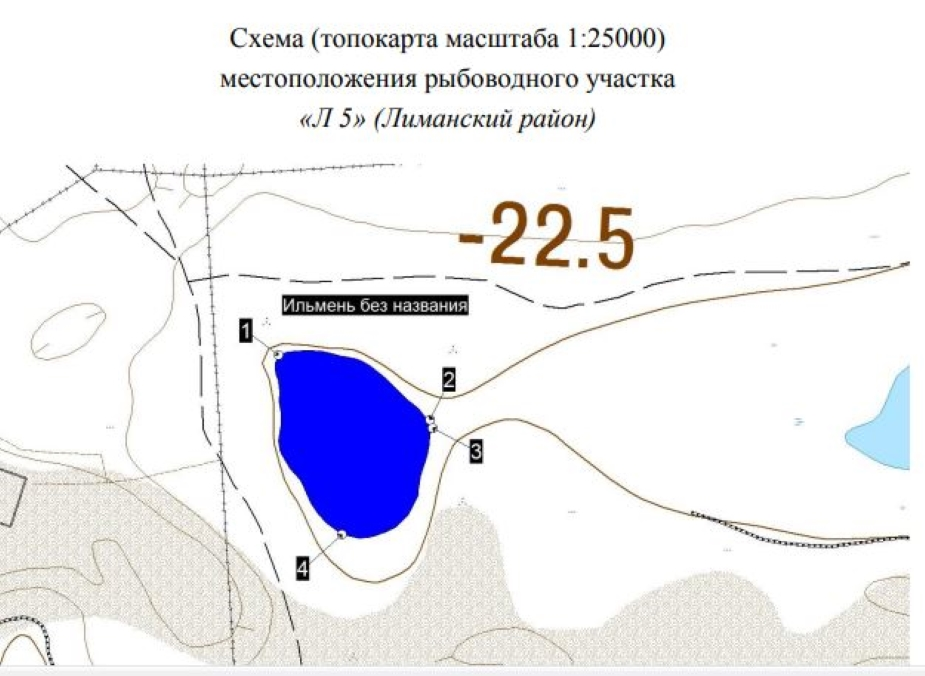 Схема (топокарта масштаба 1:25000)
местоположения рыбоводного участка
«Л 5» (Лиманский район)
-22.5
Ильмень без названия
1
2
3
4